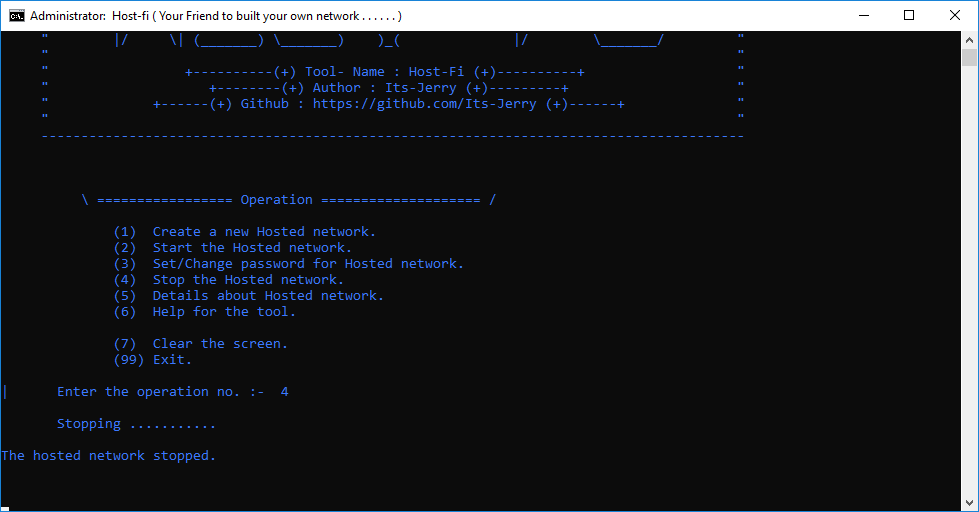 Administrator: Host-fi ( Your Friend to built your own network . . . . . . )
" |/ \| (_______) \_______) )_( |/ \_______/ "
" "
" +----------(+) Tool- Name : Host-Fi (+)----------+ "
" +--------(+) Author : Its-Jerry (+)---------+ "
" +------(+) Github : https://github.com/Its-Jerry (+)------+ "
" "
----------------------------------------------------------------------------------------
\ ================= Operation ==================== /
(1) Create a new Hosted network.
(2) Start the Hosted network.
(3) Set/Change password for Hosted network.
(4) Stop the Hosted network.
(5) Details about Hosted network.
(6) Help for the tool.
(7) Clear the screen.
(99) Exit.
| Enter the operation no. :- 4
Stopping ...........
The hosted network stopped.